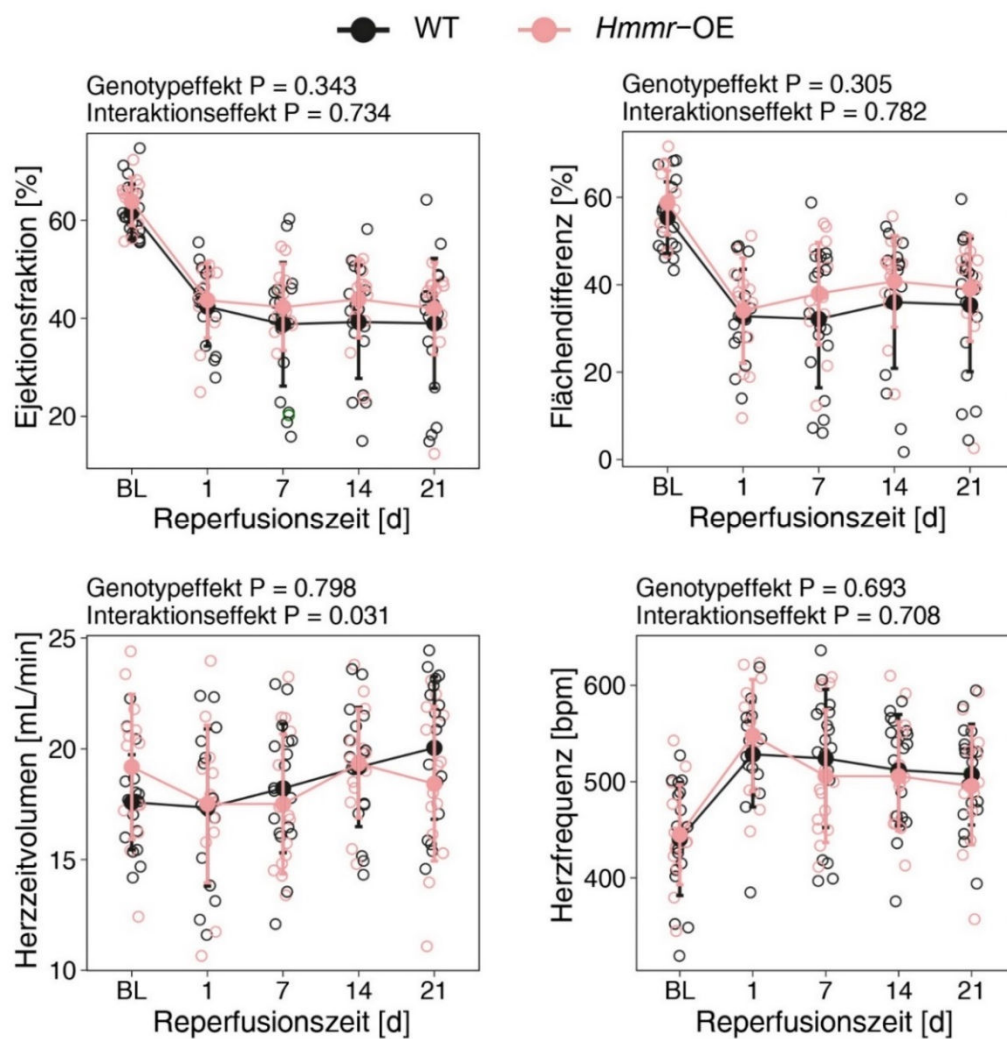 WT Hmmr-OE
Genotypeffekt P = 0.343
Interaktionseffekt P = 0.734
Ejektionsfraktion [%]
60
40
20
BL 1 7 14 21
Reperfusionszeit [d]
Genotypeffekt P = 0.305
Interaktionseffekt P = 0.782
Flächendifferenz [%]
60
40
20
0
BL 1 7 14 21
Reperfusionszeit [d]
Genotypeffekt P = 0.798
Interaktionseffekt P = 0.031
Herzzeitvolumen [mL/min]
25
20
15
10
BL 1 7 14 21
Reperfusionszeit [d]
Genotypeffekt P = 0.693
Interaktionseffekt P = 0.708
Herzfrequenz [bpm]
600
500
400
BL 1 7 14 21
Reperfusionszeit [d]